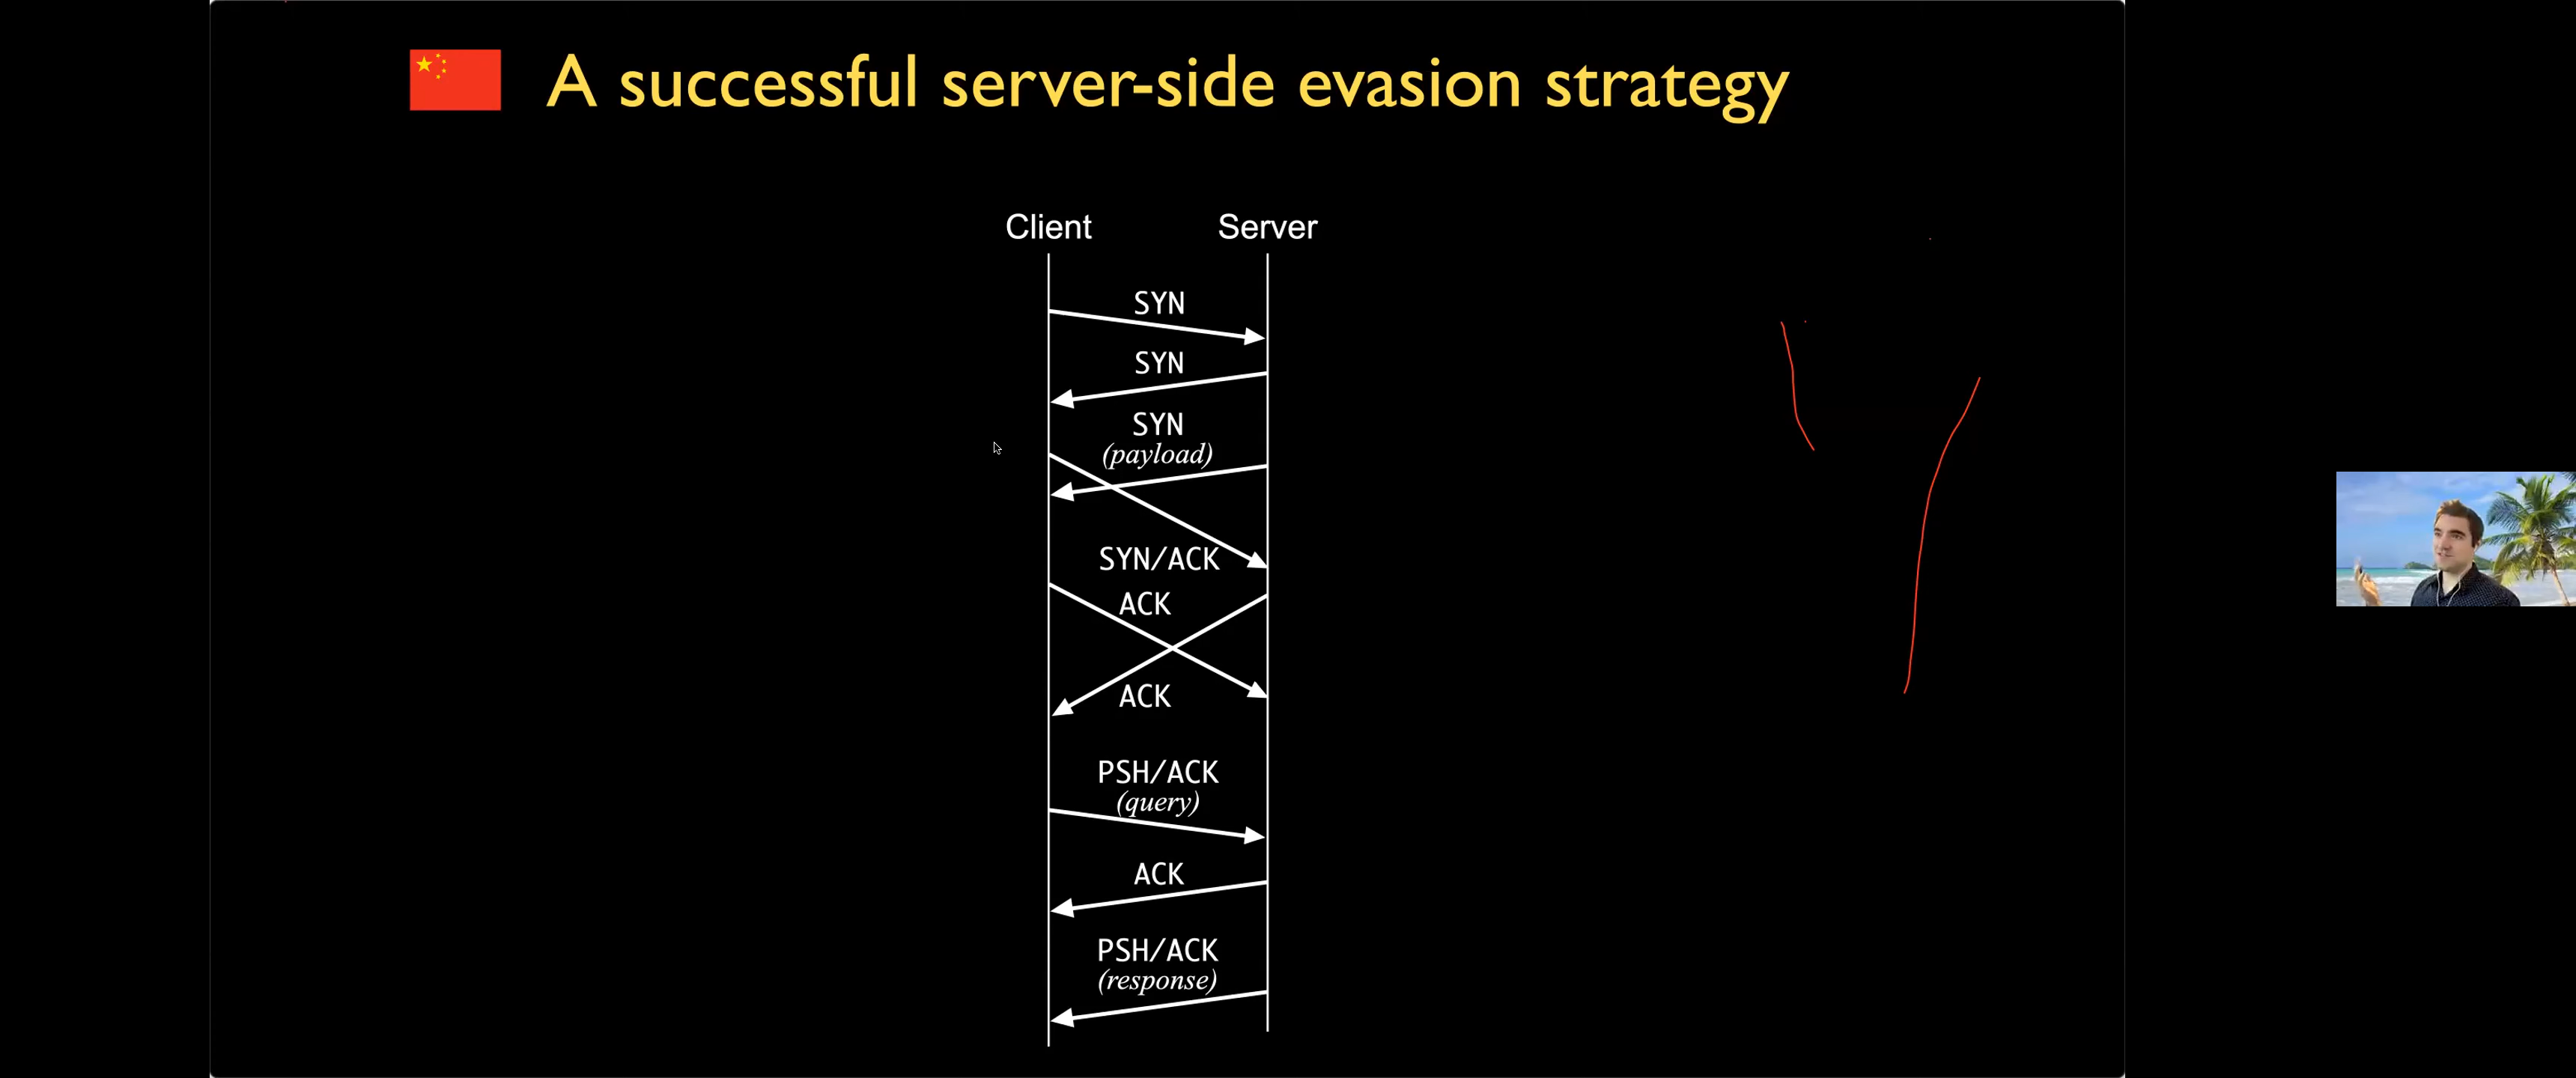 A successful server-side evasion strategy
Client Server
SYN
SYN
SYN
(payload)
SYN/ACK
ACK
ACK
PSH/ACK
(query)
ACK
PSH/ACK
(response)